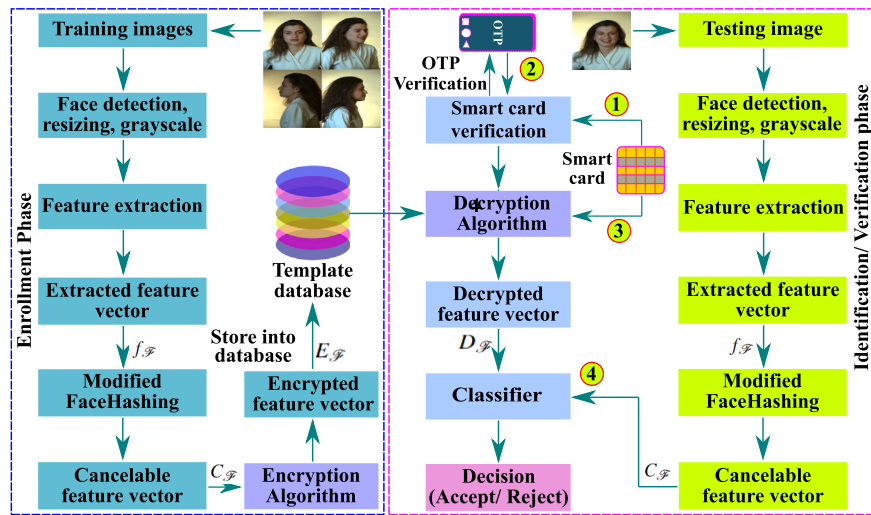 Enrollment Phase
Training images
Face detection,
resizing, grayscale
Feature extraction
Extracted feature
vector
f𝓕
Modified
FaceHashing
Cancelable
feature vector
C𝓕
Encryption
Algorithm
Encrypted
feature vector
E𝓕
Store into
database
Template
database
OTP
Verification
OTP
2
Smart card
verification
1
Smart
card
3
4
Decryption
Algorithm
Decrypted
feature vector
D𝓕
Classifier
4
Decision
(Accept/ Reject)
Testing image
Face detection,
resizing, grayscale
Feature extraction
Extracted feature
vector
f𝓕
Modified
FaceHashing
Cancelable
feature vector
C𝓕
Identification/ Verification phase